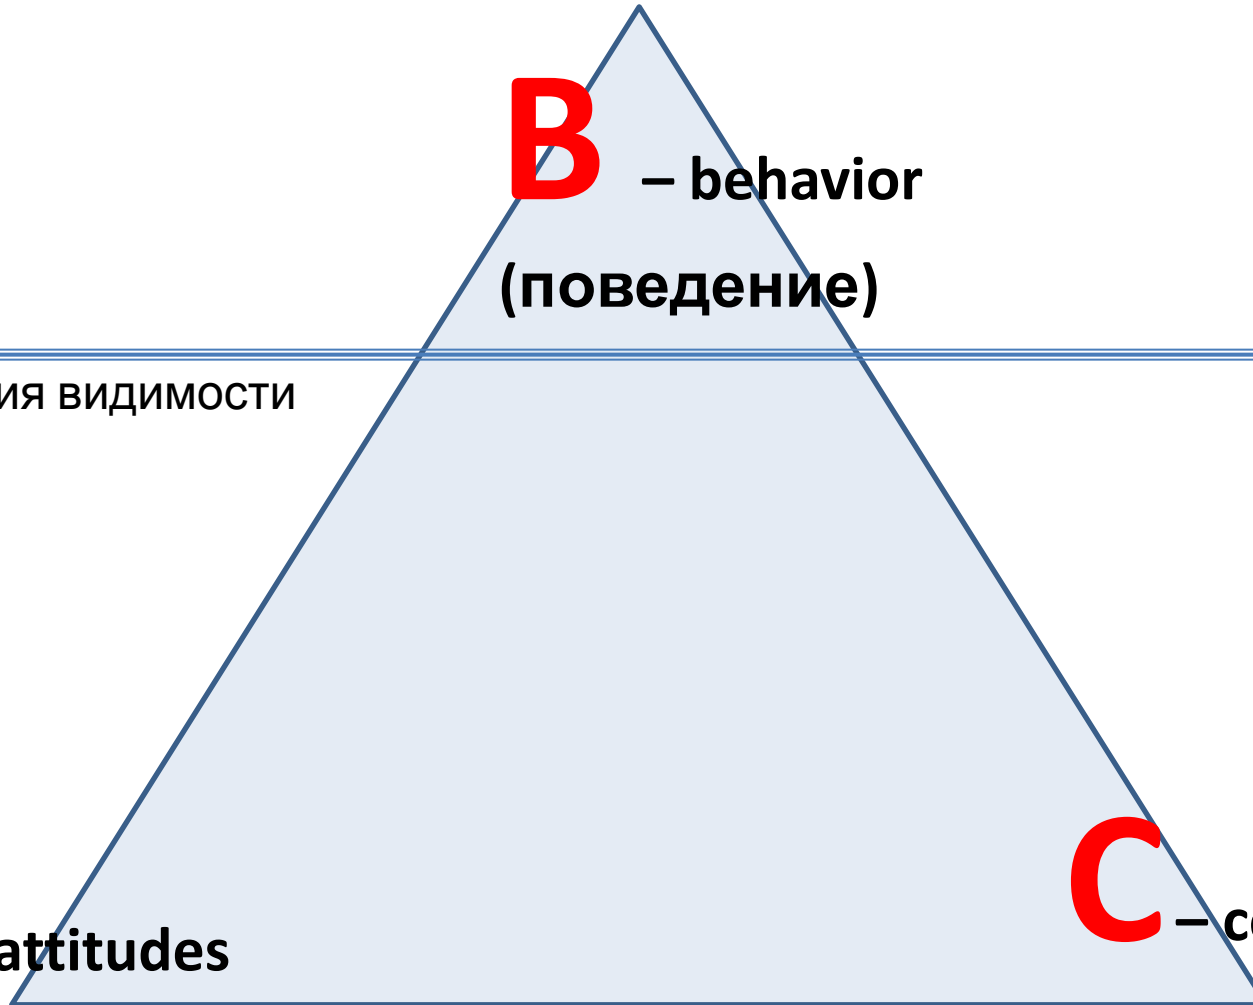 B – behavior
(поведение)
ия видимости
attitudes
C – c